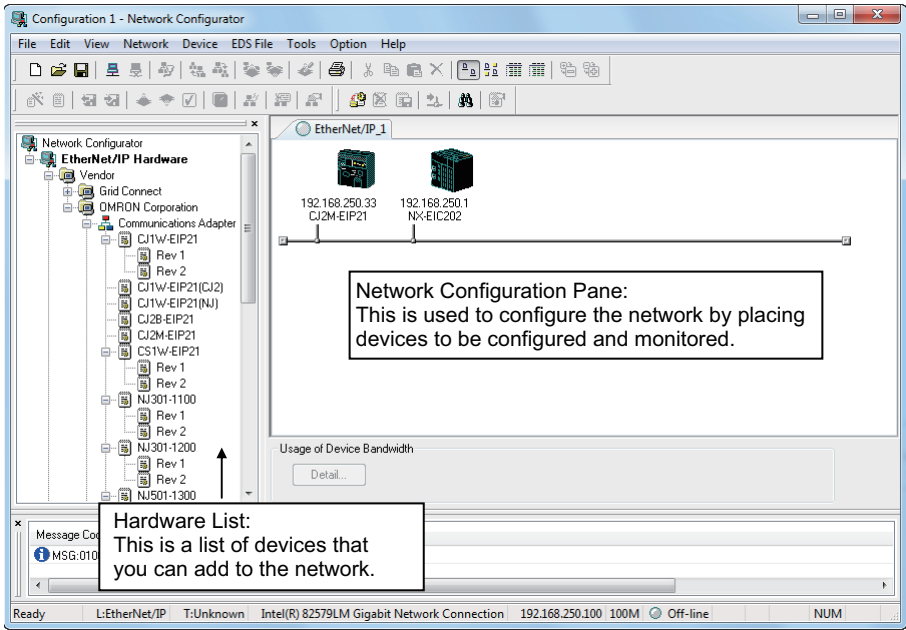 Configuration 1 - Network Configurator
File Edit View Network Device EDS File Tools Option Help
Network Configurator
EtherNet/IP Hardware
Vendor
Grid Connect
OMRON Corporation
Communications Adapter
CJ1W-EIP21
Rev 1
Rev 2
CJ1W-EIP21(CJ2)
CJ1W-EIP21(NJ)
CJ2B-EIP21
CJ2M-EIP21
CS1W-EIP21
Rev 1
Rev 2
NJ301-1100
Rev 1
Rev 2
NJ301-1200
Rev 1
Rev 2
NJ501-1300
EtherNet/IP_1
192.168.250.33
CJ2M-EIP21
192.168.250.1
NX-EIC202
Network Configuration Pane:
This is used to configure the network by placing
devices to be configured and monitored.
Usage of Device Bandwidth
Detail...
Hardware List:
This is a list of devices that
you can add to the network.
Message Co
MSG:010
Ready L:EtherNet/IP T:Unknown Intel(R) 82579LM Gigabit Network Connection 192.168.250.100 100M Off-line NUM